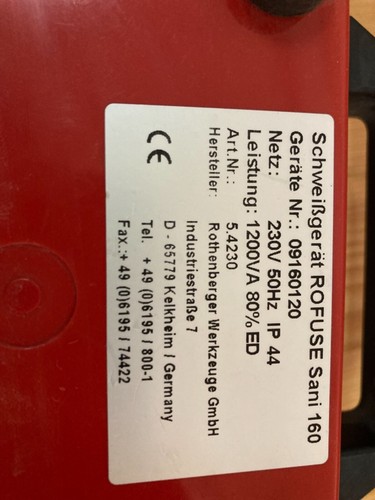 Schweißgerät ROFUSE Sani 160
Geräte Nr.: 09160120
Netz: 230V 50Hz IP 44
Leistung: 1200VA 80% ED
Art.Nr.: 5.4230
Hersteller: Rothenberger Werkzeuge GmbH
Industriestraße 7
D - 65779 Kelkheim / Germany
CE Tel. + 49 (0)6195 / 800-1
Fax.:+ 49 (0)6195 / 74422